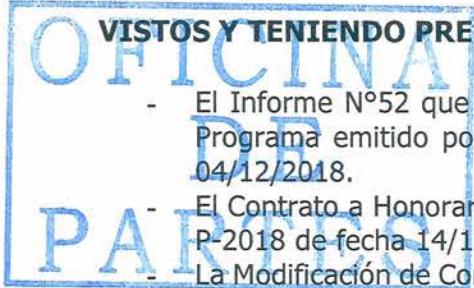 VISTOS Y TENIENDO PRE
OFICINA
- El Informe N°52 que
DE
Programa emitido po
04/12/2018.
- El Contrato a Honorar
PARTES
P-2018 de fecha 14/1
- La Modificación de Co